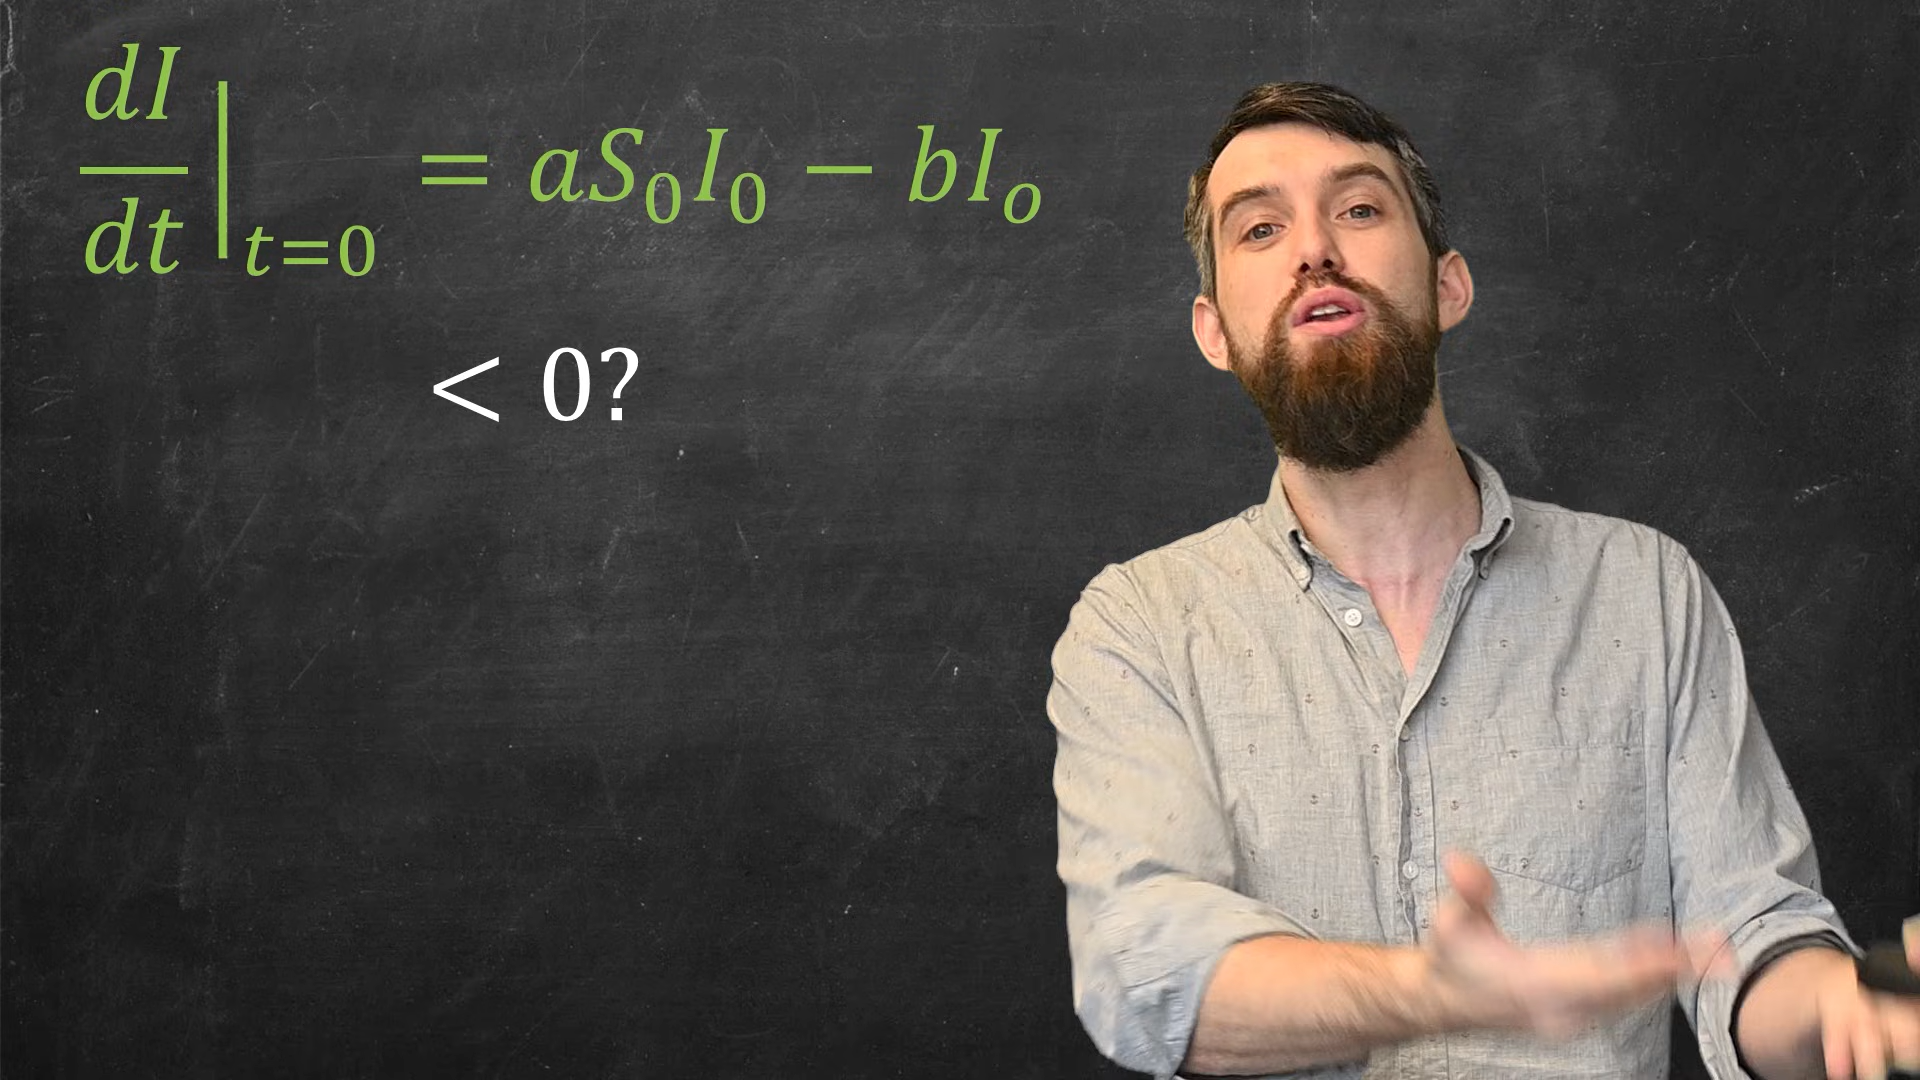 dI/dt |t=0 = aS₀I₀ − bIₒ
< 0?